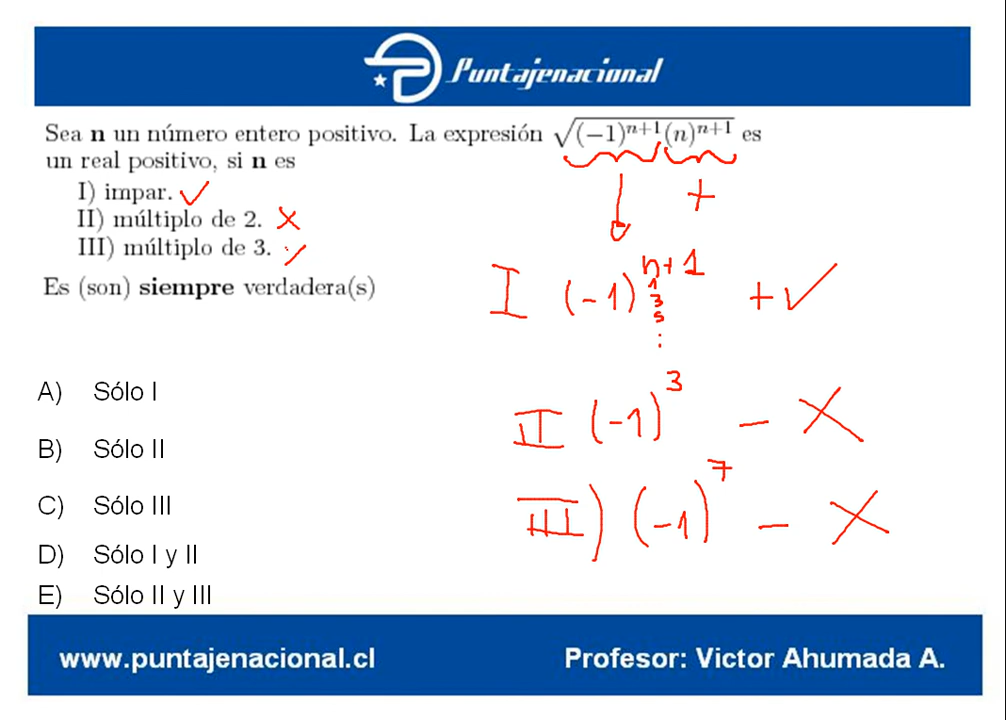 Puntajenacional
Sea n un número entero positivo. La expresión √(-1)^{n+1}(n)^{n+1} es
un real positivo, si n es
I) impar. ✓
II) múltiplo de 2. X
III) múltiplo de 3.
+
Es (son) siempre verdadera(s)
I (-1)^{n+1} + ✓
1
3
5
:
II (-1)^3 - X
III) (-1)^7 - X
A) Sólo I
B) Sólo II
C) Sólo III
D) Sólo I y II
E) Sólo II y III
www.puntajenacional.cl Profesor: Victor Ahumada A.